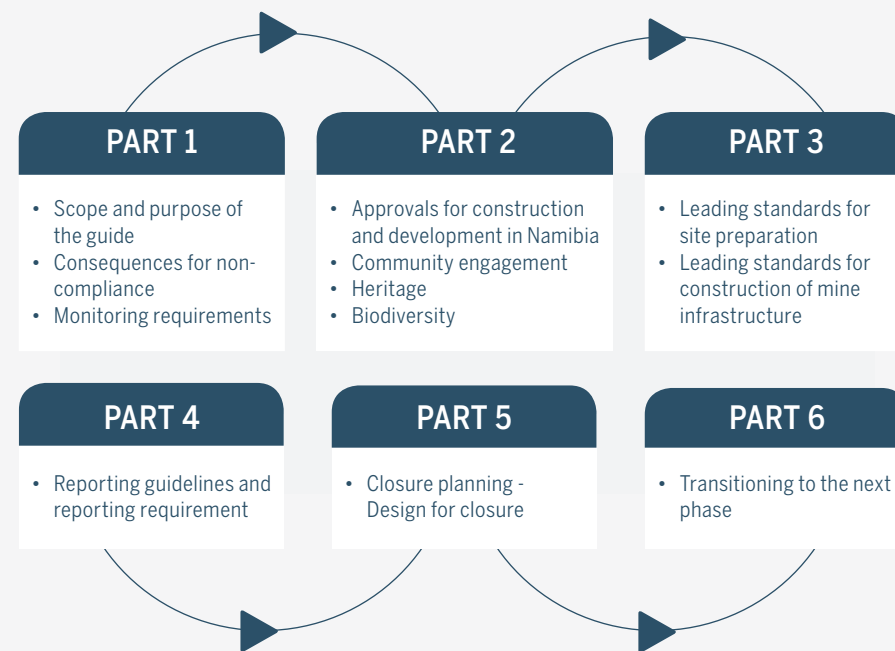 PART 1
• Scope and purpose of
the guide
• Consequences for non-
compliance
• Monitoring requirements
PART 2
• Approvals for construction
and development in Namibia
• Community engagement
• Heritage
• Biodiversity
PART 3
• Leading standards for
site preparation
• Leading standards for
construction of mine
infrastructure
PART 4
• Reporting guidelines and
reporting requirement
PART 5
• Closure planning -
Design for closure
PART 6
• Transitioning to the next
phase